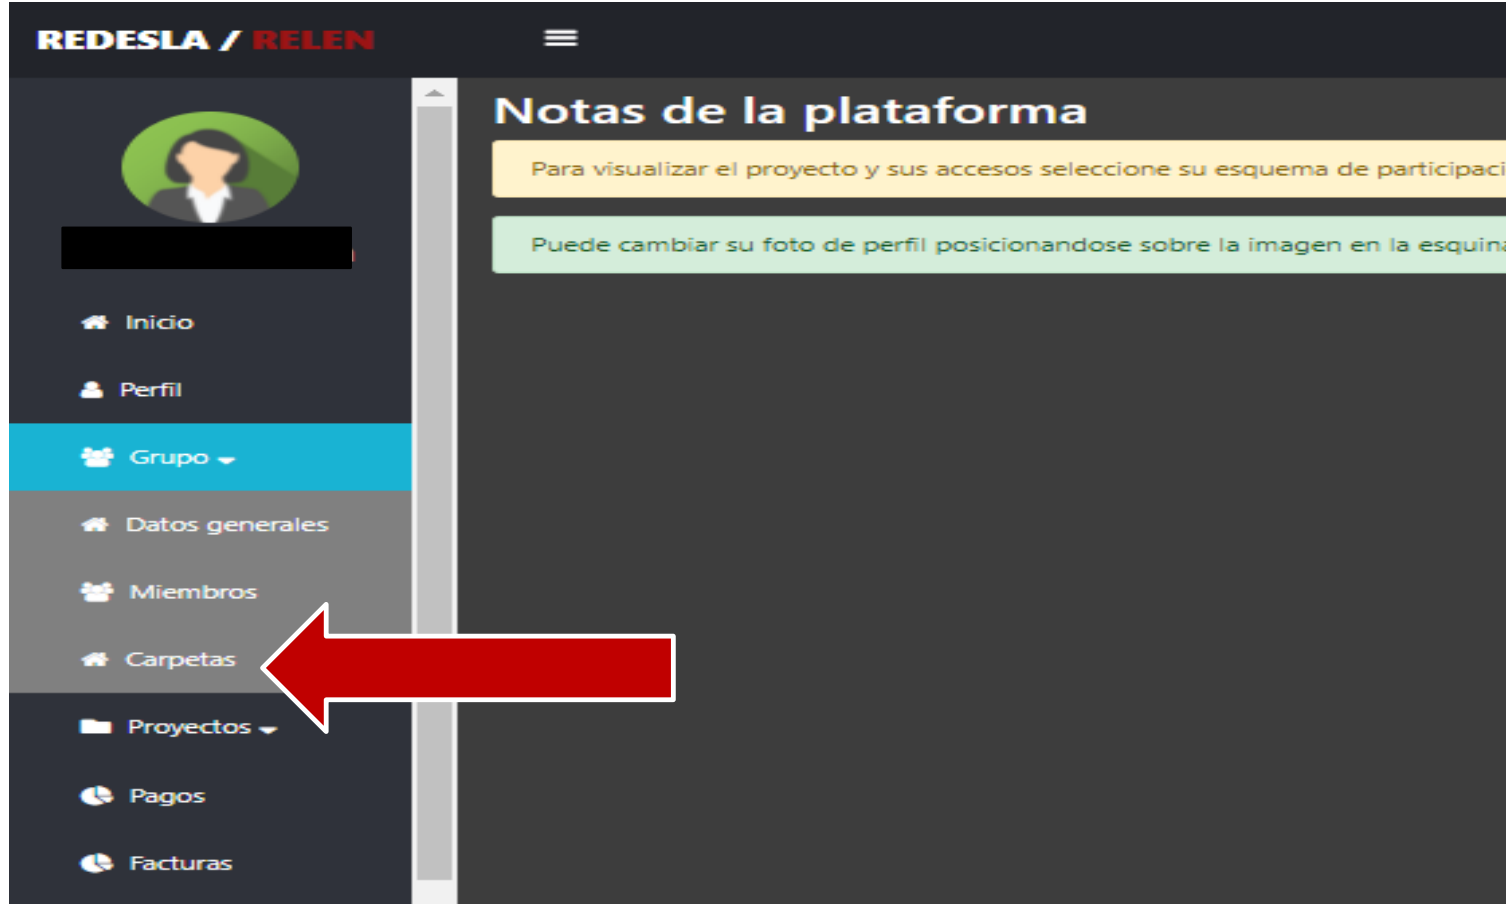 REDESLA / RELEN
Notas de la plataforma
Para visualizar el proyecto y sus accesos seleccione su esquema de participaci
Puede cambiar su foto de perfil posicionandose sobre la imagen en la esquina
Inicio
Perfil
Grupo
Datos generales
Miembros
Carpetas
Proyectos
Pagos
Facturas